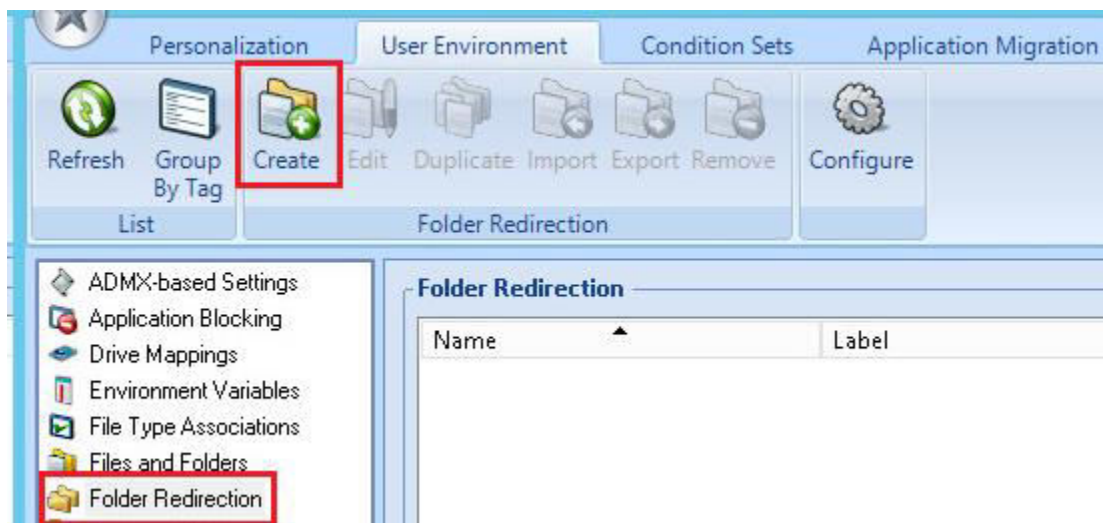 Personalization User Environment Condition Sets Application Migration
Refresh Group By Tag Create Edit Duplicate Import Export Remove Configure
List Folder Redirection
ADMX-based Settings
Application Blocking
Drive Mappings
Environment Variables
File Type Associations
Files and Folders
Folder Redirection
Folder Redirection
Name Label